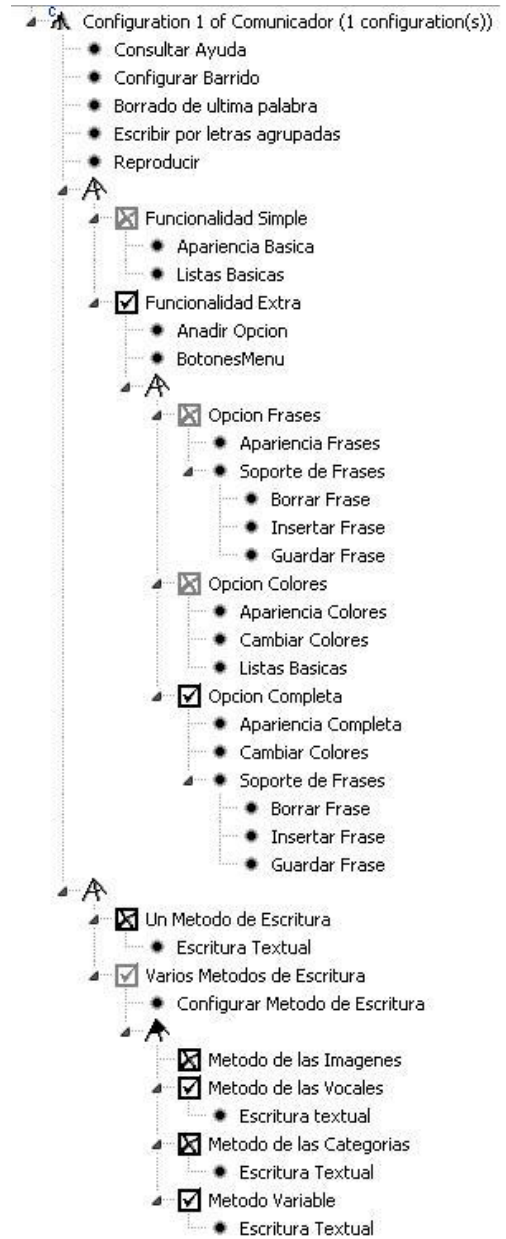 Configuration 1 of Comunicador (1 configuration(s))
Consultar Ayuda
Configurar Barrido
Borrado de ultima palabra
Escribir por letras agrupadas
Reproducir
Funcionalidad Simple
Apariencia Basica
Listas Basicas
Funcionalidad Extra
Anadir Opcion
BotonesMenu
Opcion Frases
Apariencia Frases
Soporte de Frases
Borrar Frase
Insertar Frase
Guardar Frase
Opcion Colores
Apariencia Colores
Cambiar Colores
Listas Basicas
Opcion Completa
Apariencia Completa
Cambiar Colores
Soporte de Frases
Borrar Frase
Insertar Frase
Guardar Frase
Un Metodo de Escritura
Escritura Textual
Varios Metodos de Escritura
Configurar Metodo de Escritura
Metodo de las Imagenes
Metodo de las Vocales
Escritura textual
Metodo de las Categorias
Escritura Textual
Metodo Variable
Escritura Textual